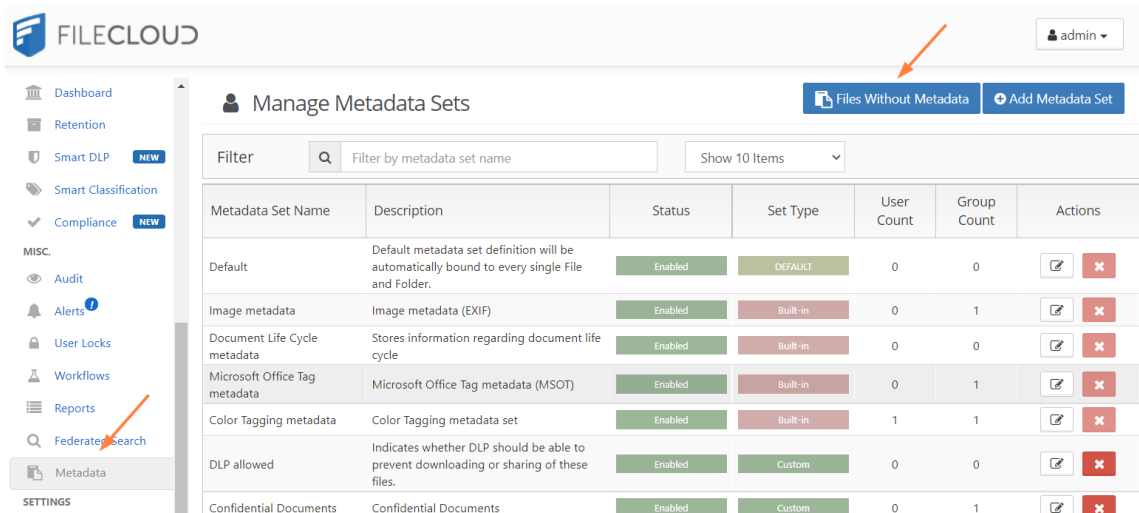 FILECLOUD
admin
Dashboard
Retention
Smart DLP NEW
Smart Classification
Compliance NEW
MISC.
Audit
Alerts
User Locks
Workflows
Reports
Federated Search
Metadata
SETTINGS
Manage Metadata Sets
Files Without Metadata
Add Metadata Set
Filter
Filter by metadata set name
Show 10 Items
Metadata Set Name Description Status Set Type User Count Group Count Actions
Default
Default metadata set definition will be
automatically bound to every single File
and Folder.
Enabled DEFAULT 0 0
Image metadata Image metadata (EXIF) Enabled Built-in 0 1
Document Life Cycle
metadata
Stores information regarding document life
cycle
Enabled Built-in 0 0
Microsoft Office Tag
metadata
Microsoft Office Tag metadata (MSOT) Enabled Built-in 0 1
Color Tagging metadata Color Tagging metadata set Enabled Built-in 1 1
DLP allowed
Indicates whether DLP should be able to
prevent downloading or sharing of these
files.
Enabled Custom 0 0
Confidential Documents Confidential Documents Enabled Custom 0 1